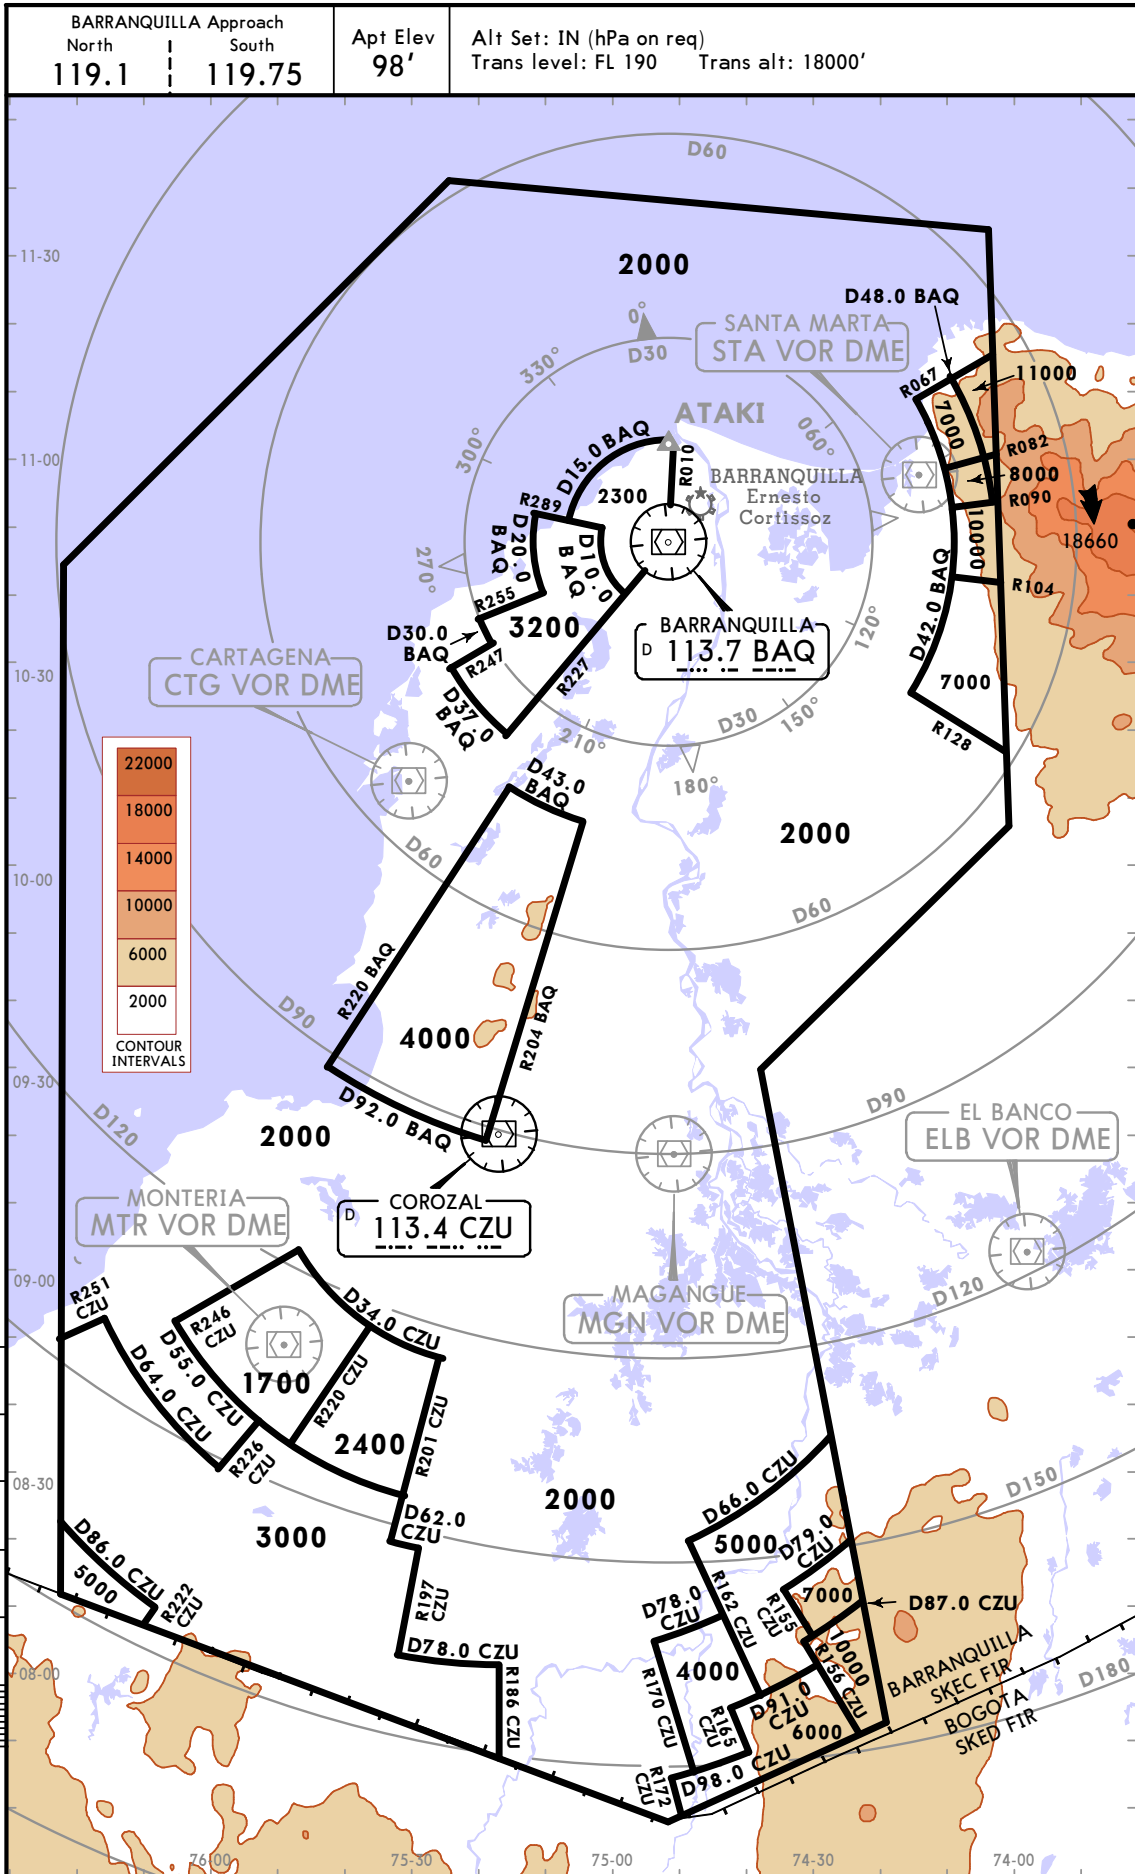 BARRANQUILLA Approach
North
119.1
South
119.75
Apt Elev
98'
Alt Set: IN (hPa on req)
Trans level: FL 190 Trans alt: 18000'
D60
11-30
2000
D48.0 BAQ
0°
D30
SANTA MARTA
STA VOR DME
330°
R067
11000
7000
ATAKI
060°
R082
11-00
300°
D15.0 BAQ
R010
BARRANQUILLA
Ernesto
Cortissoz
8000
R090
R289
2300
10000
18660
D20.0
BAQ
D10.0
BAQ
270°
R104
R255
3200
D42.0 BAQ
120°
D30.0
BAQ
R247
BARRANQUILLA
D 113.7 BAQ
10-30
CARTAGENA
CTG VOR DME
R227
7000
D37.0
BAQ
D30
150°
210°
R128
180°
22000
18000
14000
10000
6000
2000
CONTOUR
INTERVALS
D43.0
BAQ
2000
D60
10-00
D60
R220 BAQ
D90
4000
R204 BAQ
09-30
D92.0 BAQ
D90
D120
2000
EL BANCO
ELB VOR DME
MONTERIA
MTR VOR DME
COROZAL
D 113.4 CZU
09-00
R251
CZU
R246
CZU
D34.0 CZU
MAGANGUE
MGN VOR DME
D120
D64.0 CZU
D55.0 CZU
1700
R220 CZU
R201 CZU
2400
R226
CZU
08-30
D66.0 CZU
D150
2000
D62.0
CZU
3000
D86.0 CZU
5000
D79.0
CZU
5000
R222
CZU
R197
CZU
D78.0
CZU
R162 CZU
R155
CZU
7000
D87.0 CZU
08-00
D78.0 CZU
10000
R156 CZU
BARRANQUILLA
SKEC FIR
D180
4000
R186 CZU
R170 CZU
D91.0
CZU
BOGOTA
SKED FIR
R165
CZU
6000
R172
CZU
D98.0 CZU
76-00
75-30
75-00
74-30
74-00